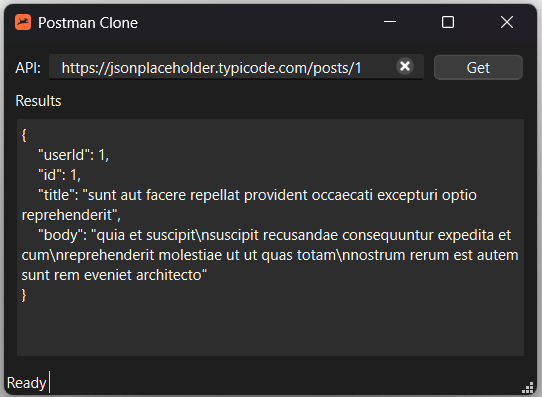 Postman Clone
API: https://jsonplaceholder.typicode.com/posts/1 Get
Results
{
    "userId": 1,
    "id": 1,
    "title": "sunt aut facere repellat provident occaecati excepturi optio
reprehenderit",
    "body": "quia et suscipit\nsuscipit recusandae consequuntur expedita et
cum\nreprehenderit molestiae ut ut quas totam\nnostrum rerum est autem
sunt rem eveniet architecto"
}
Ready